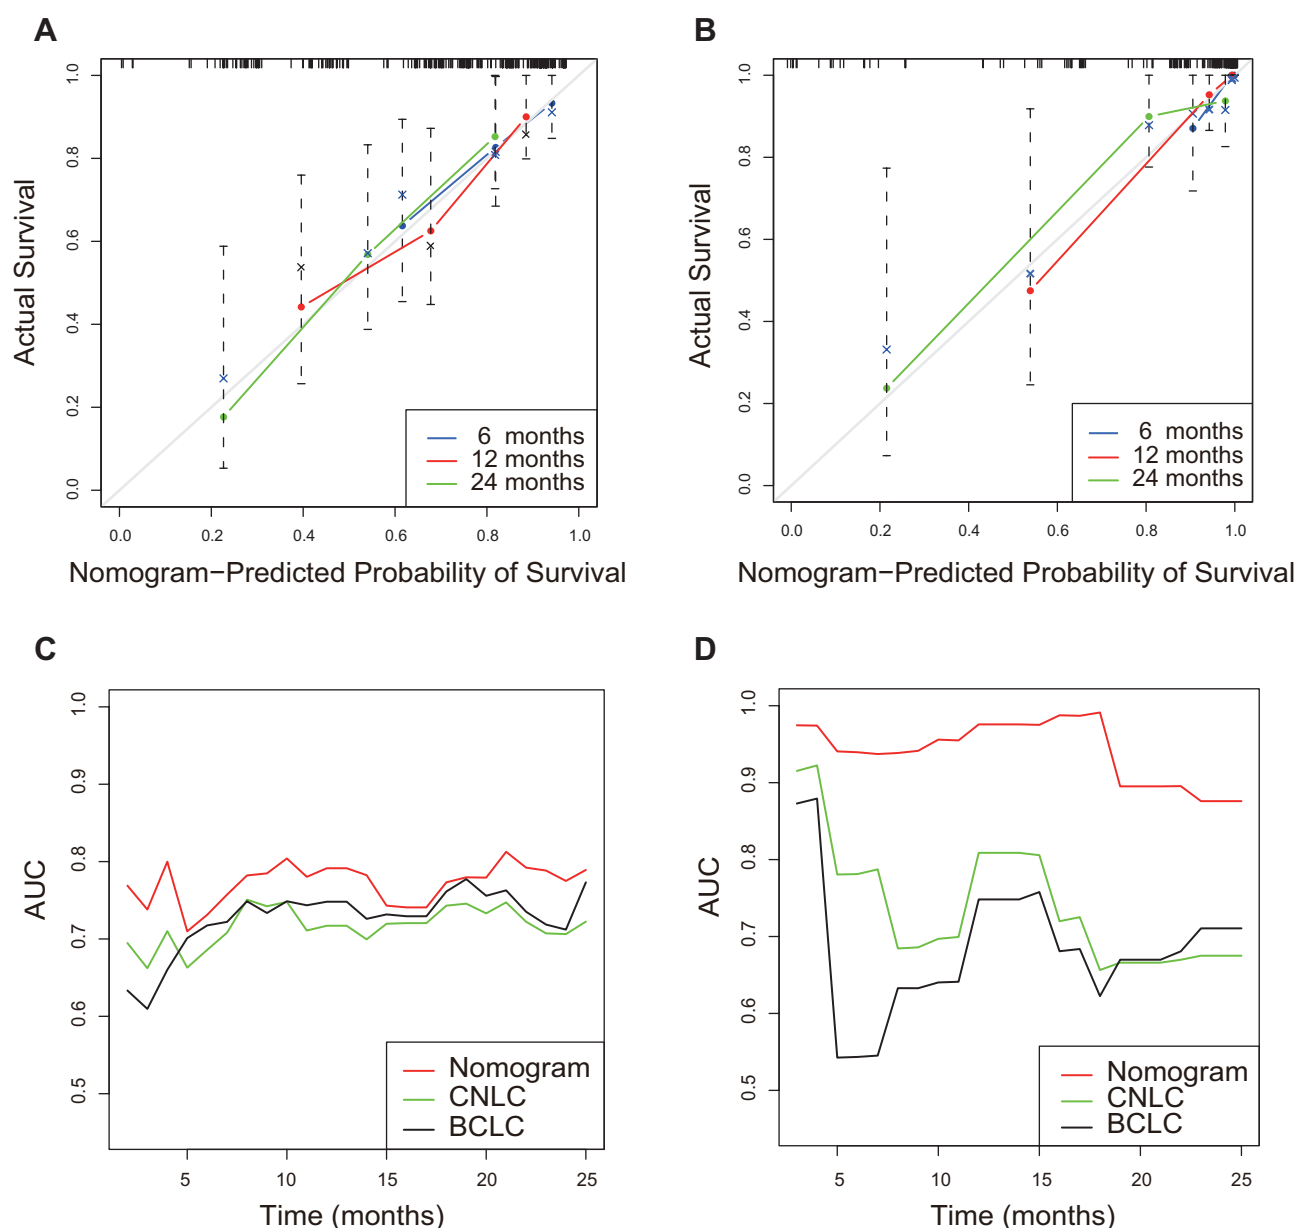 A
1.0
0.8
0.6
0.4
0.2
0.0
Actual Survival
6 months
12 months
24 months
0.0 0.2 0.4 0.6 0.8 1.0
Nomogram−Predicted Probability of Survival
B
1.0
0.8
0.6
0.4
0.2
0.0
Actual Survival
6 months
12 months
24 months
0.0 0.2 0.4 0.6 0.8 1.0
Nomogram−Predicted Probability of Survival
C
1.0
0.9
0.8
0.7
0.6
0.5
AUC
Nomogram
CNLC
BCLC
5 10 15 20 25
Time (months)
D
1.0
0.9
0.8
0.7
0.6
0.5
AUC
Nomogram
CNLC
BCLC
5 10 15 20 25
Time (months)